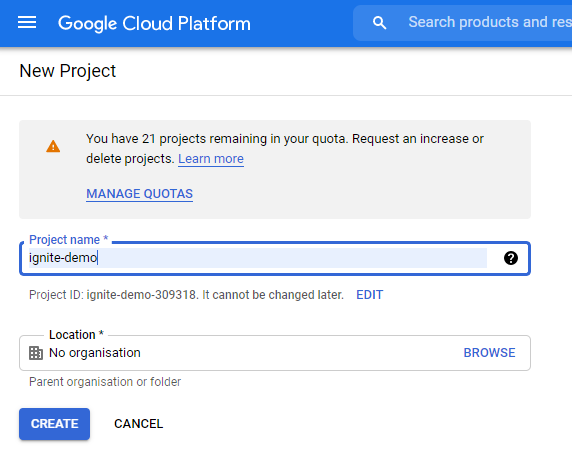 Google Cloud Platform
Search products and res
New Project
You have 21 projects remaining in your quota. Request an increase or
delete projects. Learn more
MANAGE QUOTAS
Project name *
ignite-demo
Project ID: ignite-demo-309318. It cannot be changed later. EDIT
Location *
No organisation BROWSE
Parent organisation or folder
CREATE CANCEL